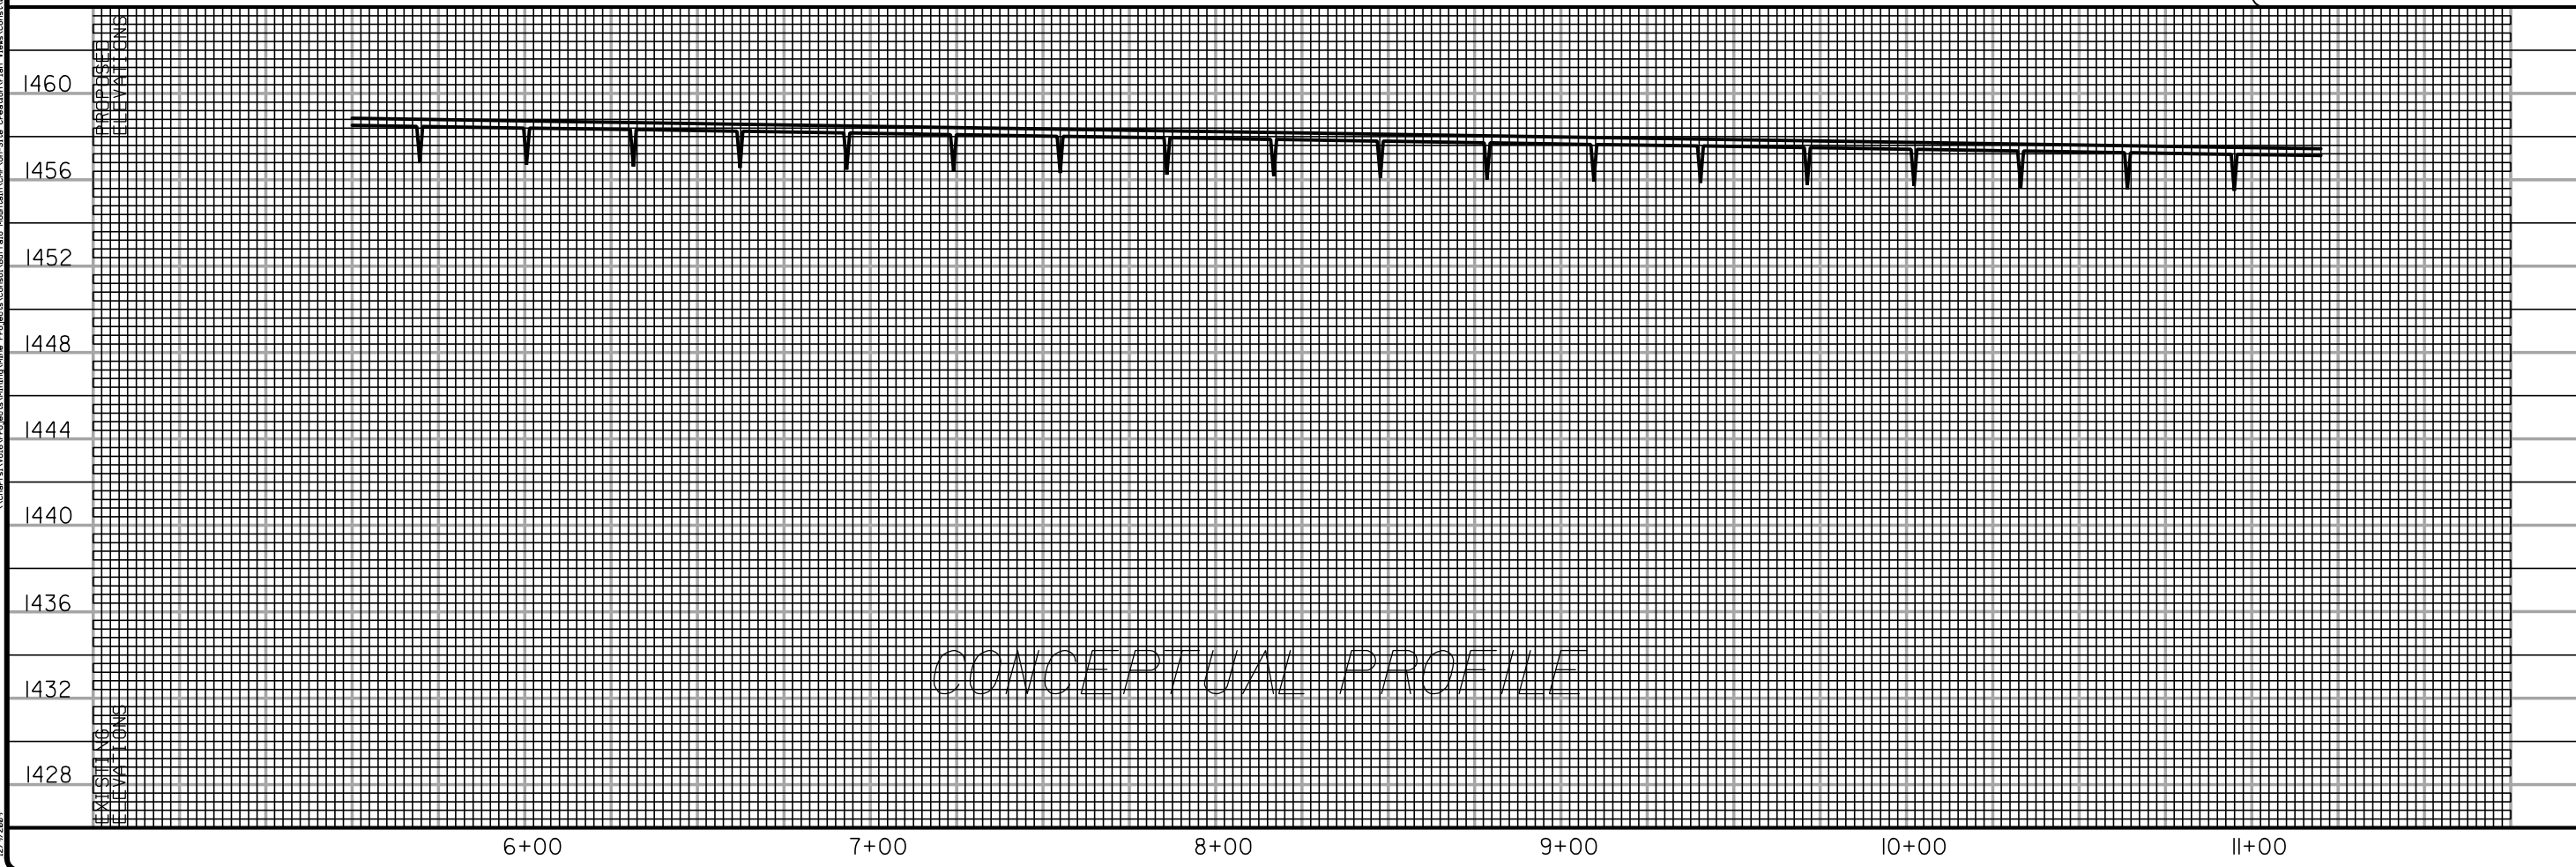 PROPOSED
ELEVATIONS
1460
1456
1452
1448
1444
1440
1436
1432
1428
CONCEPTUAL PROFILE
EXISTING
ELEVATIONS
6+00 7+00 8+00 9+00 10+00 11+00